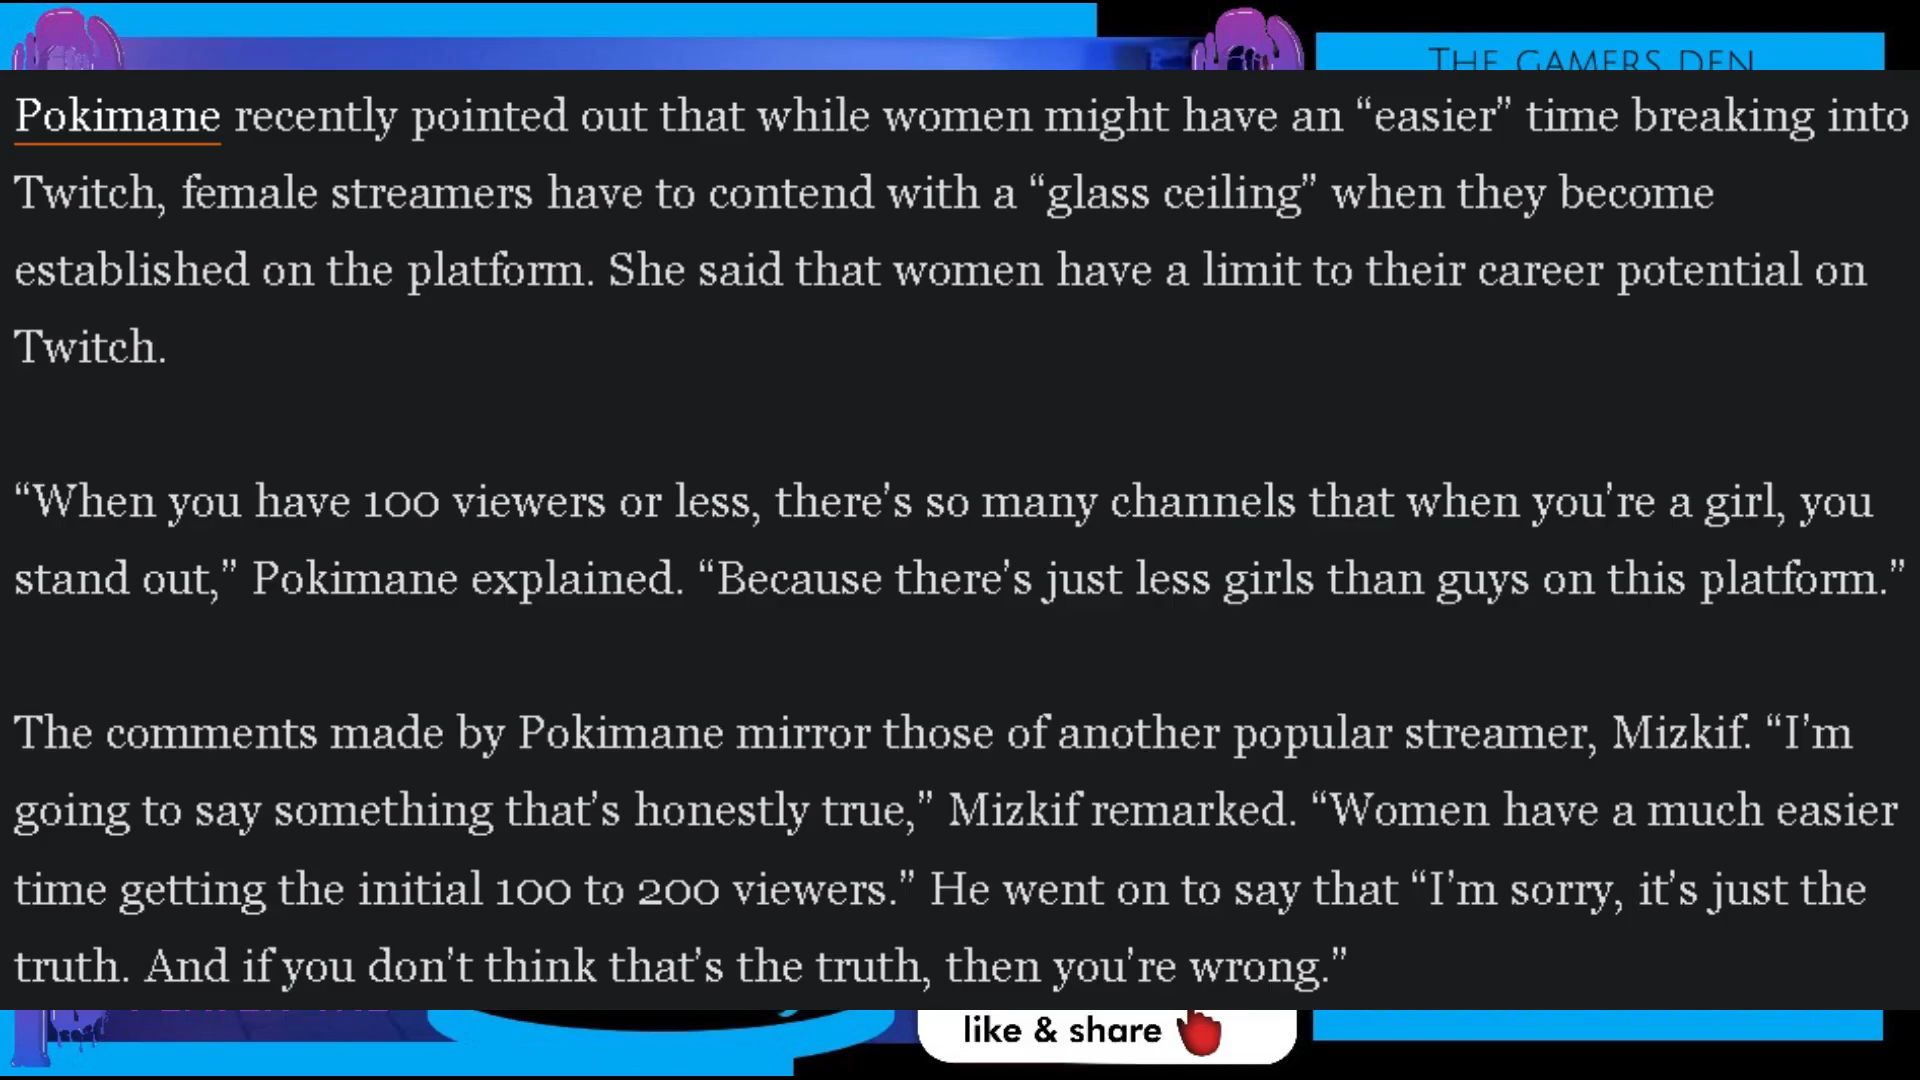 THE GAMERS DEN
Pokimane recently pointed out that while women might have an “easier” time breaking into
Twitch, female streamers have to contend with a “glass ceiling” when they become
established on the platform. She said that women have a limit to their career potential on
Twitch.
“When you have 100 viewers or less, there’s so many channels that when you’re a girl, you
stand out,” Pokimane explained. “Because there’s just less girls than guys on this platform.”
The comments made by Pokimane mirror those of another popular streamer, Mizkif. “I’m
going to say something that’s honestly true,” Mizkif remarked. “Women have a much easier
time getting the initial 100 to 200 viewers.” He went on to say that “I’m sorry, it’s just the
truth. And if you don’t think that’s the truth, then you’re wrong.”
like & share